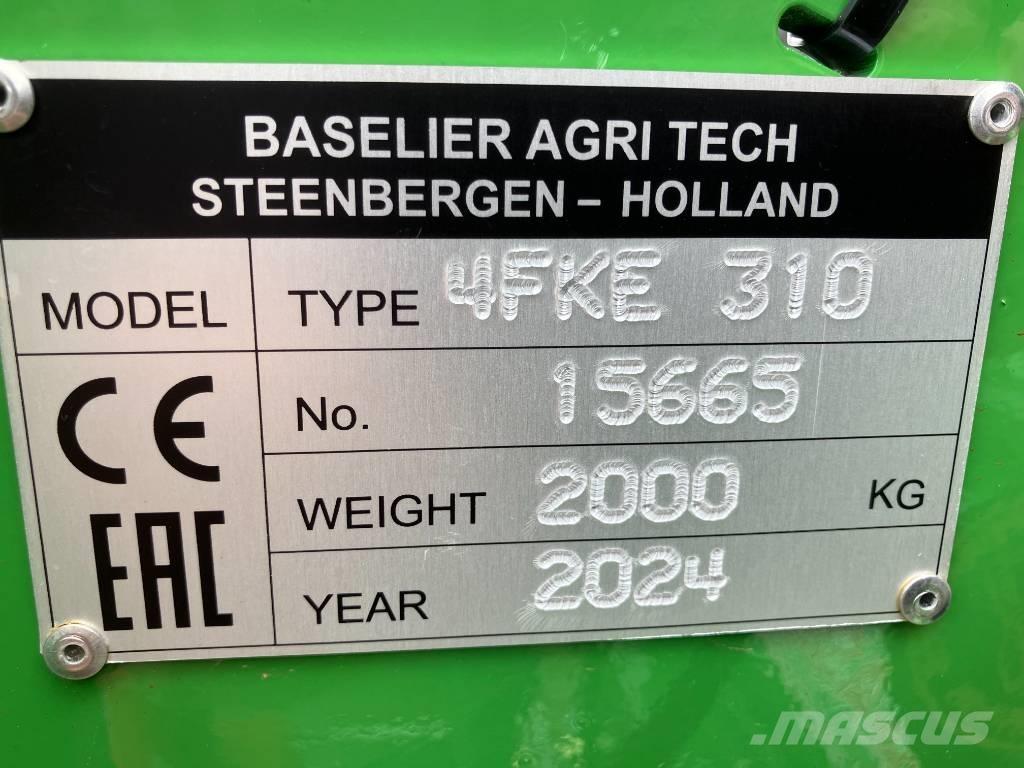 BASELIER AGRI TECH
STEENBERGEN – HOLLAND
MODEL TYPE 4FKE 310
CE No. 15665
EAC WEIGHT 2000 KG
YEAR 2024
MASCUS